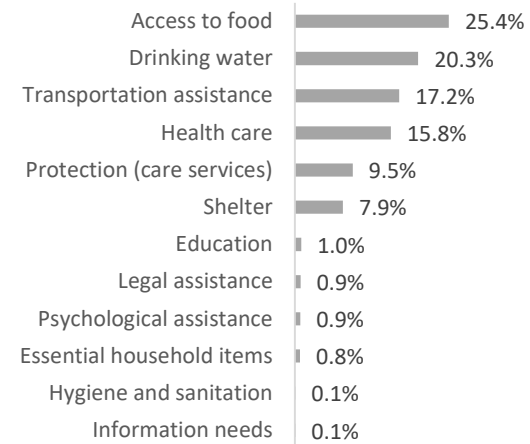 Access to food 25.4%
Drinking water 20.3%
Transportation assistance 17.2%
Health care 15.8%
Protection (care services) 9.5%
Shelter 7.9%
Education 1.0%
Legal assistance 0.9%
Psychological assistance 0.9%
Essential household items 0.8%
Hygiene and sanitation 0.1%
Information needs 0.1%